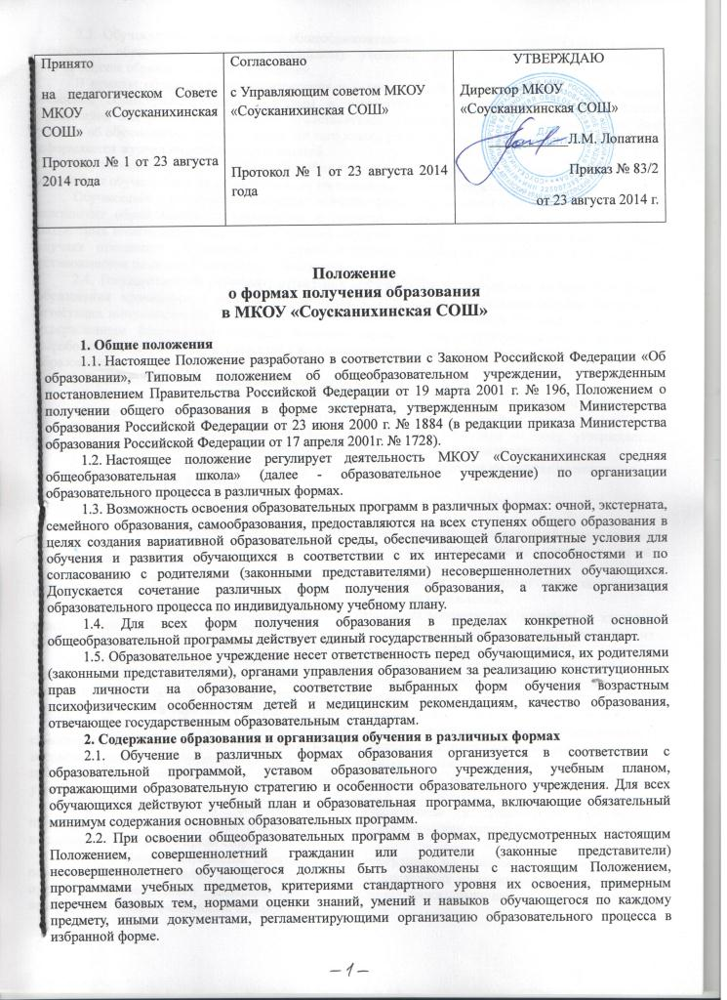 Принято
на педагогическом Совете
МКОУ «Соусканихинская
СОШ»
Протокол № 1 от 23 августа
2014 года
Согласовано
с Управляющим советом МКОУ
«Соусканихинская СОШ»
Протокол № 1 от 23 августа 2014
года
УТВЕРЖДАЮ
Директор МКОУ
«Соусканихинская СОШ»
Л.М. Лопатина
Приказ № 83/2
от 23 августа 2014 г.
Положение
о формах получения образования
в МКОУ «Соусканихинская СОШ»
1. Общие положения
1.1. Настоящее Положение разработано в соответствии с Законом Российской Федерации «Об
образовании», Типовым положением об общеобразовательном учреждении, утвержденным
постановлением Правительства Российской Федерации от 19 марта 2001 г. № 196, Положением о
получении общего образования в форме экстерната, утвержденным приказом Министерства
образования Российской Федерации от 23 июня 2000 г. № 1884 (в редакции приказа Министерства
образования Российской Федерации от 17 апреля 2001г. № 1728).
1.2. Настоящее положение регулирует деятельность МКОУ «Соусканихинская средняя
общеобразовательная школа» (далее - образовательное учреждение) по организации
образовательного процесса в различных формах.
1.3. Возможность освоения образовательных программ в различных формах: очной, экстерната,
семейного образования, самообразования, предоставляются на всех ступенях общего образования в
целях создания вариативной образовательной среды, обеспечивающей благоприятные условия для
обучения и развития обучающихся в соответствии с их интересами и способностями и по
согласованию с родителями (законными представителями) несовершеннолетних обучающихся.
Допускается сочетание различных форм получения образования, а также организация
образовательного процесса по индивидуальному учебному плану.
1.4. Для всех форм получения образования в пределах конкретной основной
общеобразовательной программы действует единый государственный образовательный стандарт.
1.5. Образовательное учреждение несет ответственность перед обучающимися, их родителями
(законными представителями), органами управления образованием за реализацию конституционных
прав личности на образование, соответствие выбранных форм обучения возрастным
психофизическим особенностям детей и медицинским рекомендациям, качество образования,
отвечающее государственным образовательным стандартам.
2. Содержание образования и организация обучения в различных формах
2.1. Обучение в различных формах образования организуется в соответствии с
образовательной программой, уставом образовательного учреждения, учебным планом,
отражающими образовательную стратегию и особенности образовательного учреждения. Для всех
обучающихся действуют учебный план и образовательная программа, включающие обязательный
минимум содержания основных образовательных программ.
2.2. При освоении общеобразовательных программ в формах, предусмотренных настоящим
Положением, совершеннолетний гражданин или родители (законные представители)
несовершеннолетнего обучающегося должны быть ознакомлены с настоящим Положением,
программами учебных предметов, критериями стандартного уровня их освоения, примерным
перечнем базовых тем, нормами оценки знаний, умений и навыков обучающегося по каждому
предмету, иными документами, регламентирующими организацию образовательного процесса в
избранной форме.
– 1 –